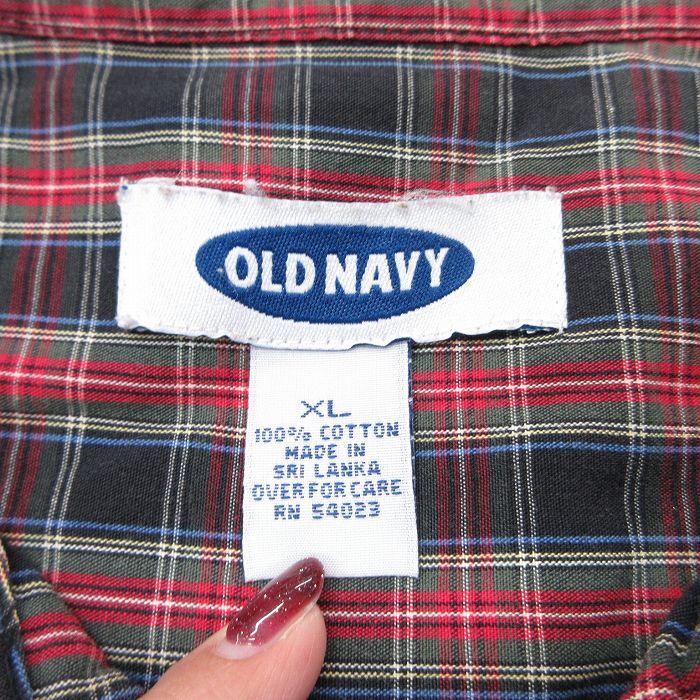 OLD NAVY
XL
100% COTTON
MADE IN
SRI LANKA
OVER FOR CARE
RN 54023